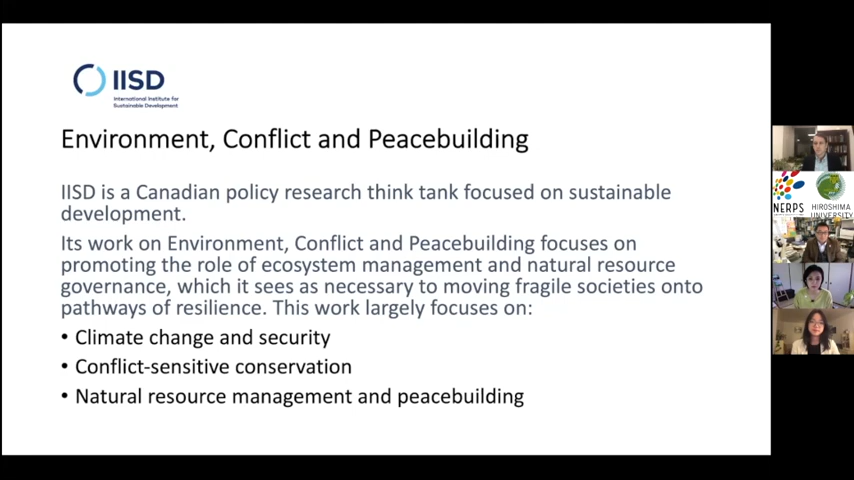 IISD
International Institute for
Sustainable Development
Environment, Conflict and Peacebuilding
IISD is a Canadian policy research think tank focused on sustainable
development.
Its work on Environment, Conflict and Peacebuilding focuses on
promoting the role of ecosystem management and natural resource
governance, which it sees as necessary to moving fragile societies onto
pathways of resilience. This work largely focuses on:
• Climate change and security
• Conflict-sensitive conservation
• Natural resource management and peacebuilding
NERPS
HIROSHIMA
UNIVERSITY